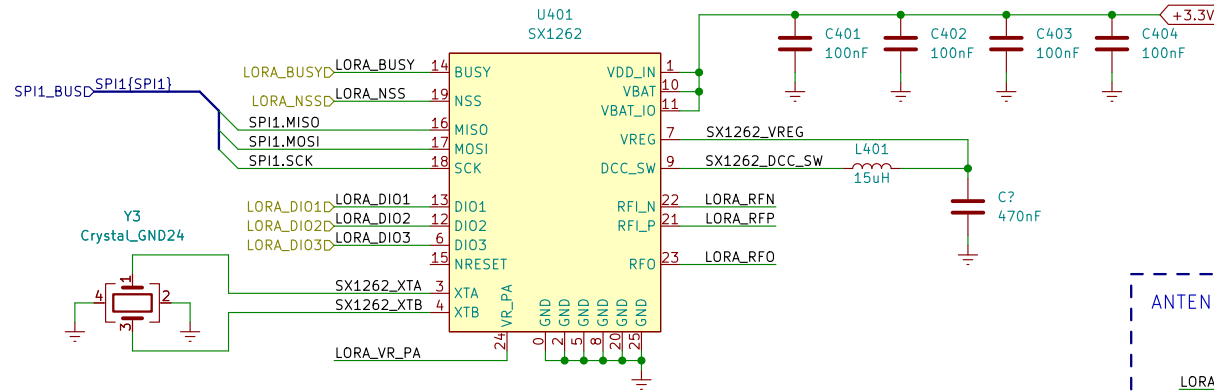 U401
SX1262
+3.3V
C401
100nF
C402
100nF
C403
100nF
C404
100nF
SPI1_BUS
SPI1{SPI1}
LORA_BUSY
LORA_BUSY
14
BUSY
LORA_NSS
LORA_NSS
19
NSS
SPI1.MISO
16
MISO
SPI1.MOSI
17
MOSI
SPI1.SCK
18
SCK
LORA_DIO1
LORA_DIO1
13
DIO1
LORA_DIO2
LORA_DIO2
12
DIO2
LORA_DIO3
LORA_DIO3
6
DIO3
15
NRESET
SX1262_XTA
3
XTA
SX1262_XTB
4
XTB
LORA_VR_PA
24
VR_PA
0
GND
2
GND
5
GND
8
GND
20
GND
25
GND
VDD_IN
1
VBAT
10
VBAT_IO
11
VREG
7
SX1262_VREG
DCC_SW
9
SX1262_DCC_SW
L401
15uH
C?
470nF
RFI_N
22
LORA_RFN
RFI_P
21
LORA_RFP
RFO
23
LORA_RFO
Y3
Crystal_GND24
1
4
2
3
ANTEN
LORA